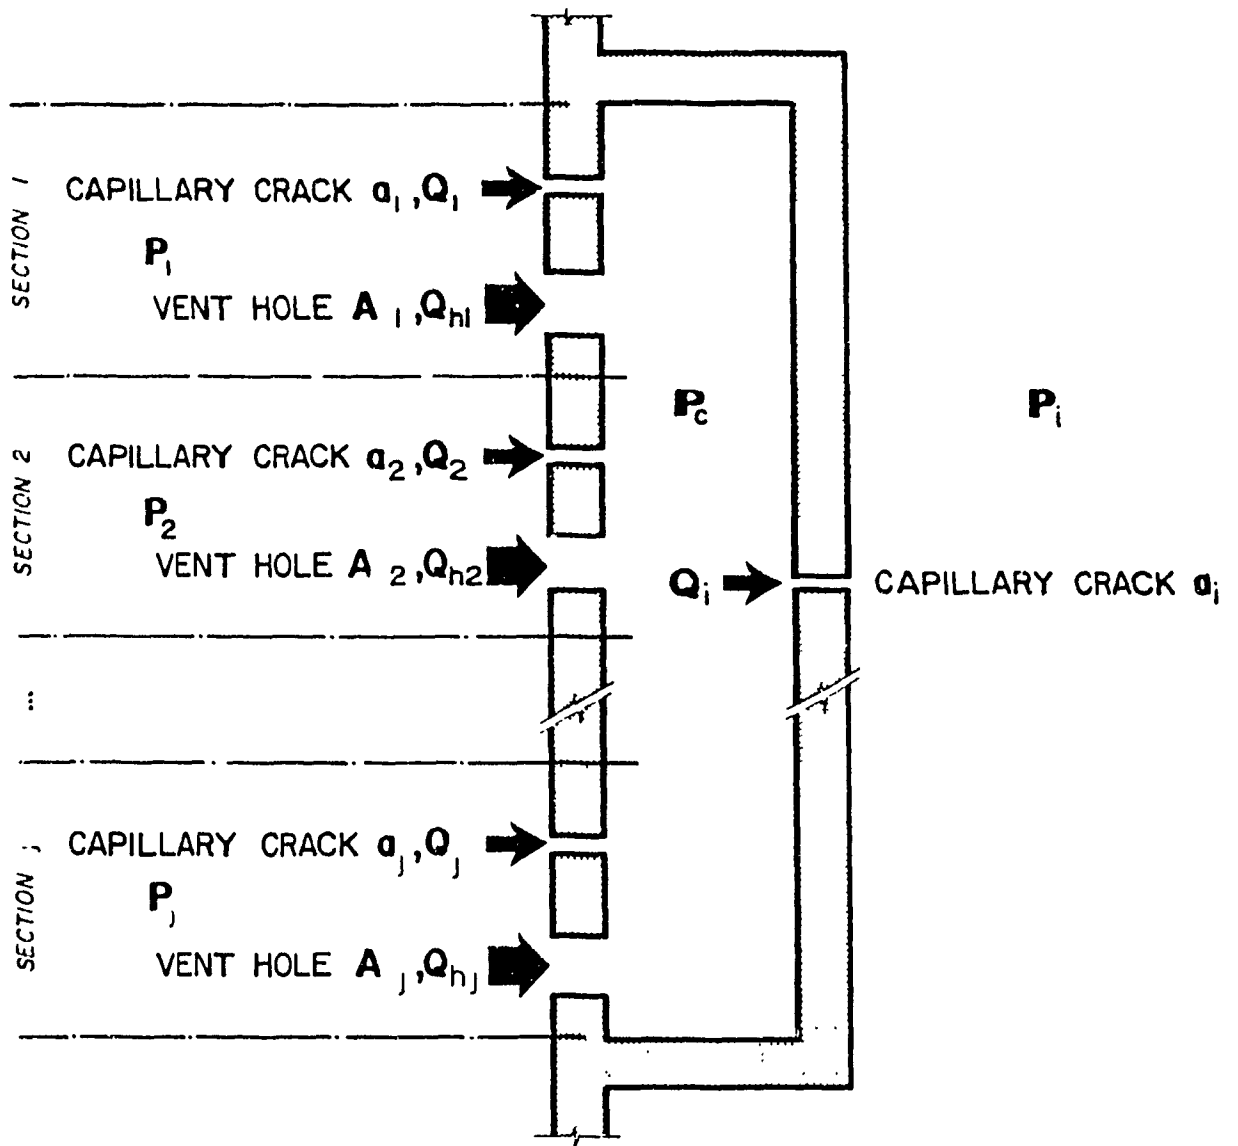 SECTION 1
CAPILLARY CRACK a1, Q1
P1
VENT HOLE A1, Qh1
SECTION 2
CAPILLARY CRACK a2, Q2
P2
VENT HOLE A2, Qh2
...
SECTION j
CAPILLARY CRACK aj, Qj
Pj
VENT HOLE Aj, Qhj
Pc
Pi
Qi
CAPILLARY CRACK ai